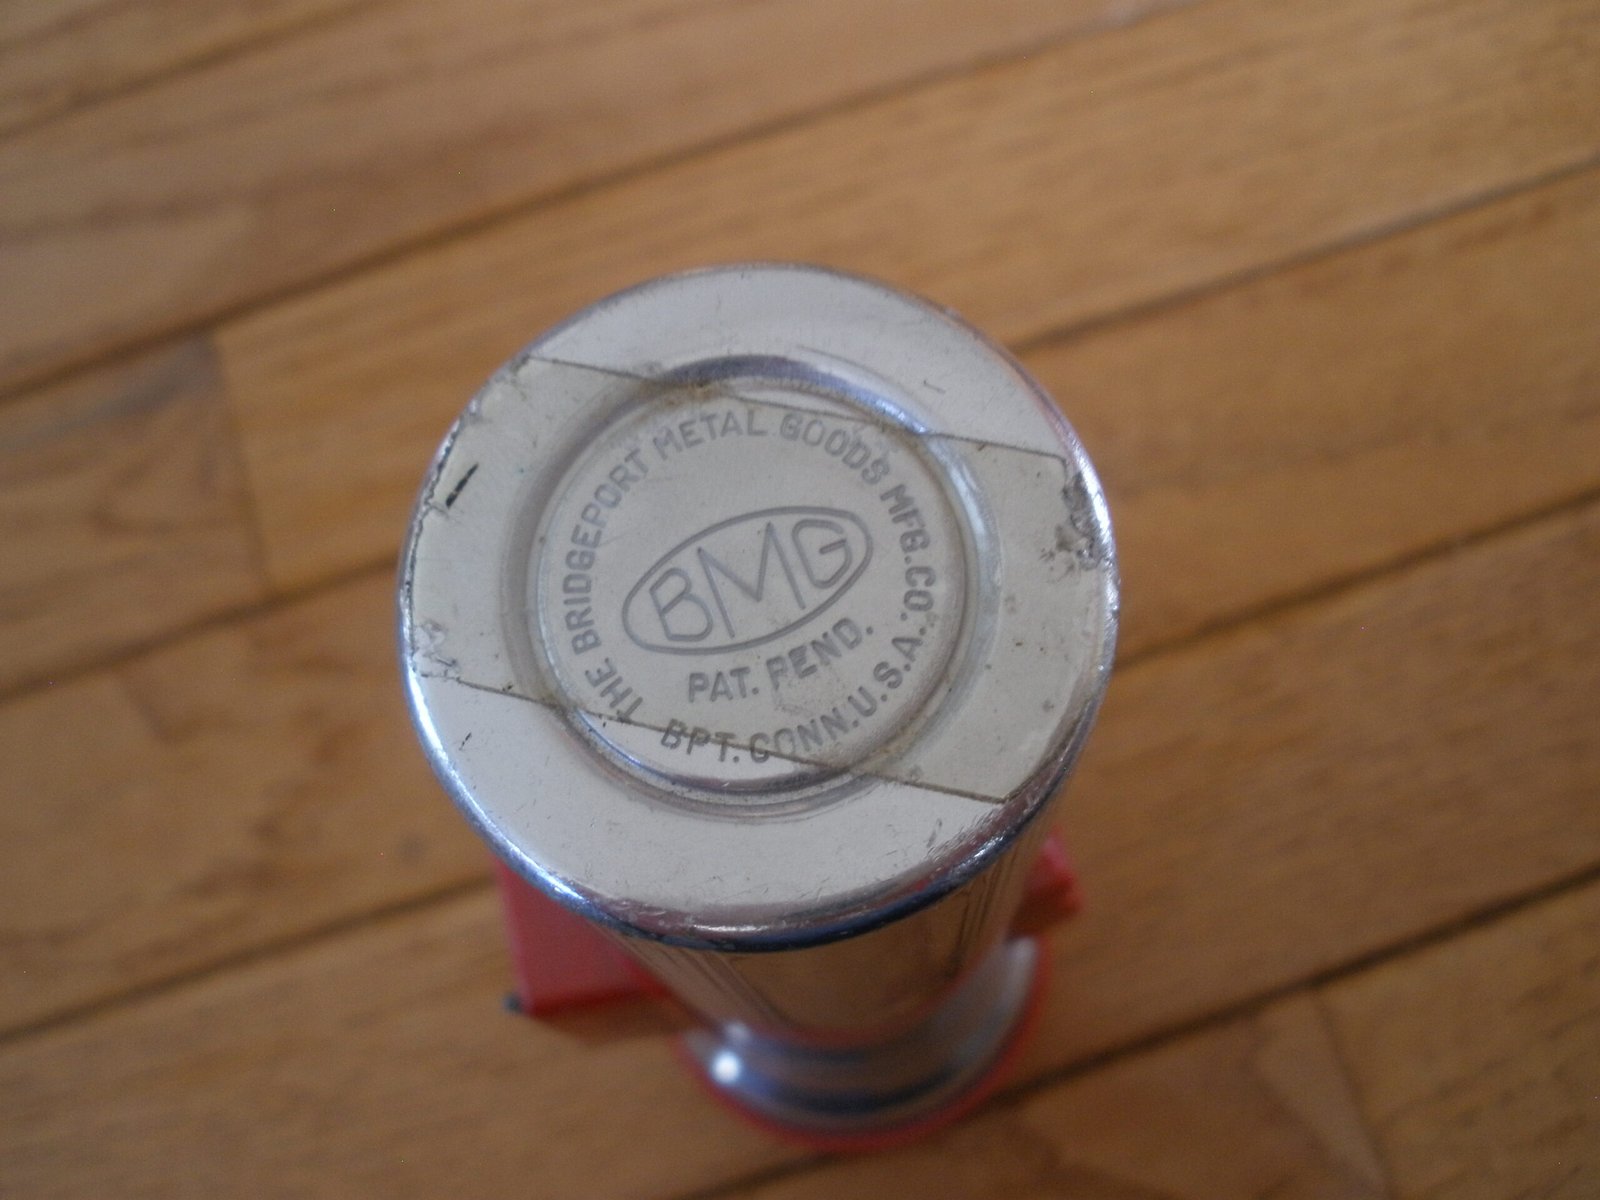 THE BRIDGEPORT METAL GOODS MFG. CO.
BMG
PAT. PEND.
BPT. CONN. U.S.A.